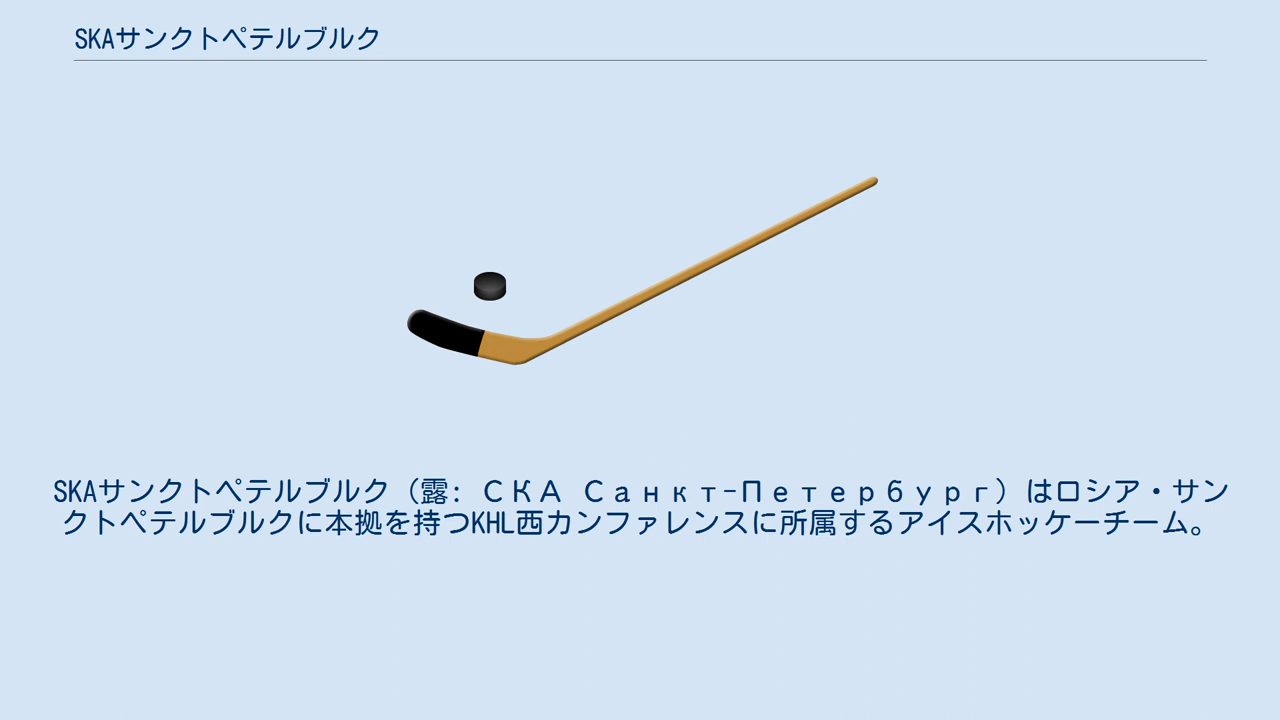 SKAサンクトペテルブルク
SKAサンクトペテルブルク（露: СКА Санкт-Петербург）はロシア・サン
クトペテルブルクに本拠を持つKHL西カンファレンスに所属するアイスホッケーチーム。